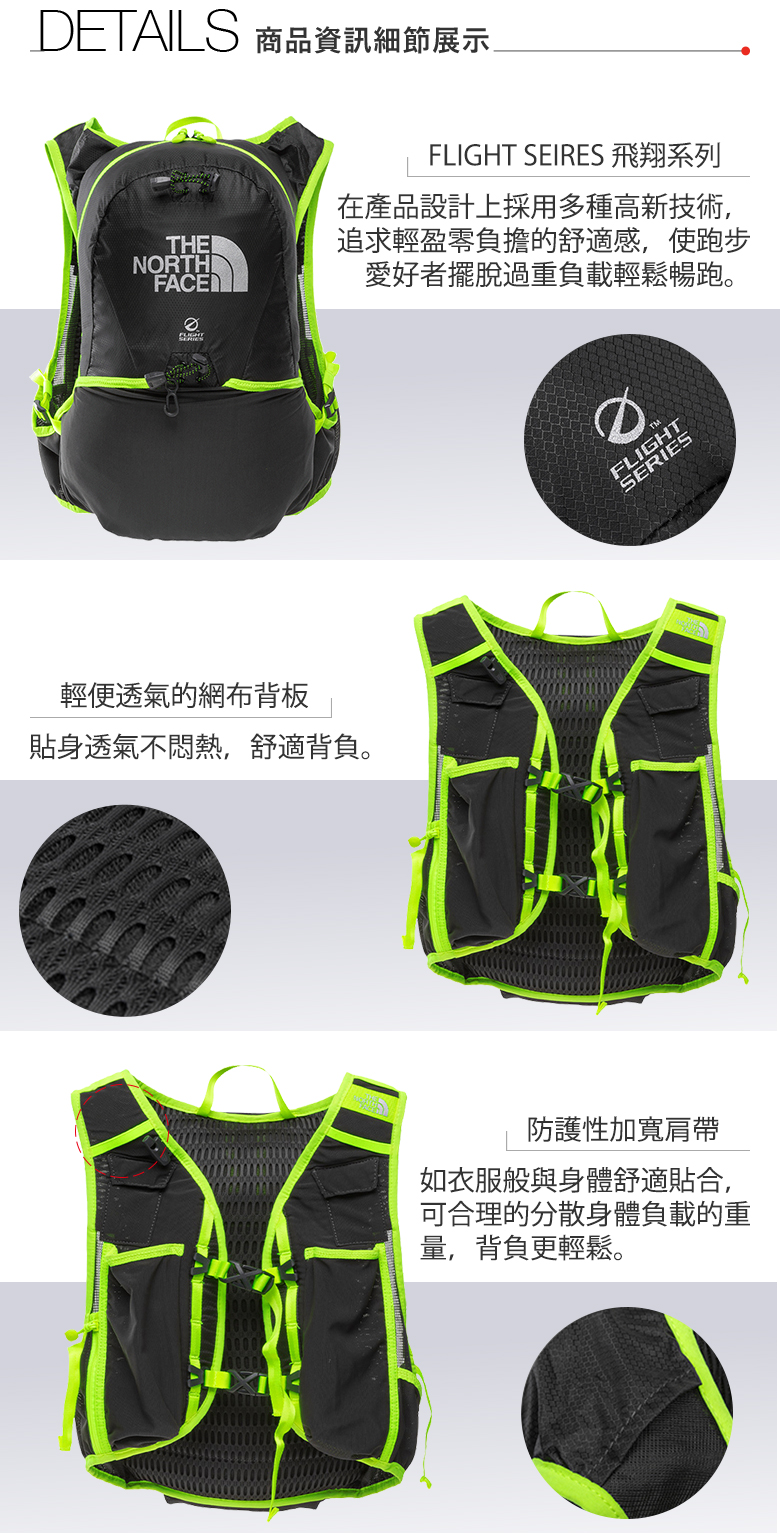 DETAILS 商品資訊細節展示
FLIGHT SEIRES 飛翔系列
在產品設計上採用多種高新技術,
追求輕盈零負擔的舒適感, 使跑步
愛好者擺脫過重負載輕鬆暢跑。
THE
NORTH
FACE
FLIGHT
SERIES
FLIGHT
SERIES
TM
輕便透氣的網布背板
貼身透氣不悶熱, 舒適背負。
防護性加寬肩帶
如衣服般與身體舒適貼合,
可合理的分散身體負載的重
量, 背負更輕鬆。